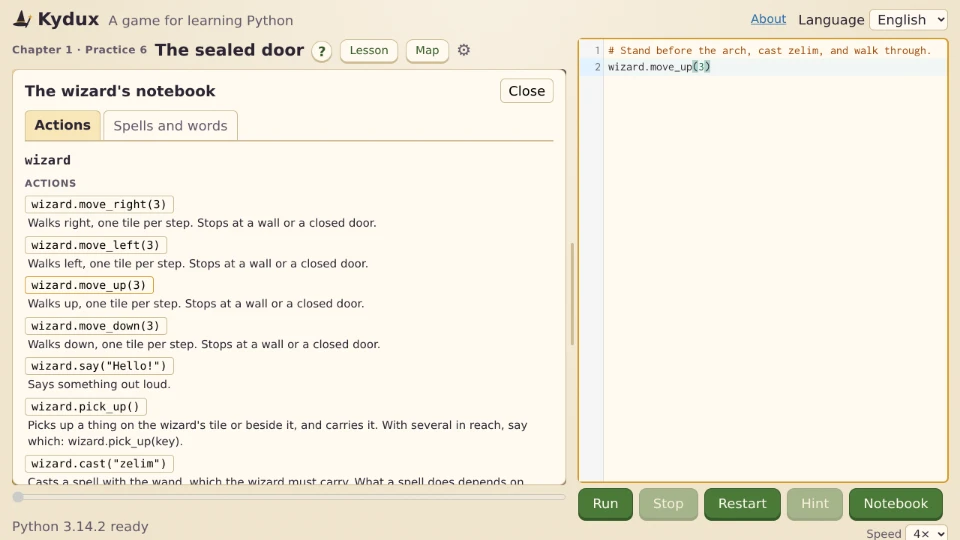 Kydux A game for learning Python
About Language English
Chapter 1 · Practice 6 The sealed door ? Lesson Map
The wizard's notebook
Close
Actions Spells and words
wizard
ACTIONS
wizard.move_right(3)
Walks right, one tile per step. Stops at a wall or a closed door.
wizard.move_left(3)
Walks left, one tile per step. Stops at a wall or a closed door.
wizard.move_up(3)
Walks up, one tile per step. Stops at a wall or a closed door.
wizard.move_down(3)
Walks down, one tile per step. Stops at a wall or a closed door.
wizard.say("Hello!")
Says something out loud.
wizard.pick_up()
Picks up a thing on the wizard's tile or beside it, and carries it. With several in reach, say
which: wizard.pick_up(key).
wizard.cast("zelim")
Casts a spell with the wand, which the wizard must carry. What a spell does depends on
Python 3.14.2 ready
1 # Stand before the arch, cast zelim, and walk through.
2 wizard.move_up(3)
Run Stop Restart Hint Notebook
Speed 4×